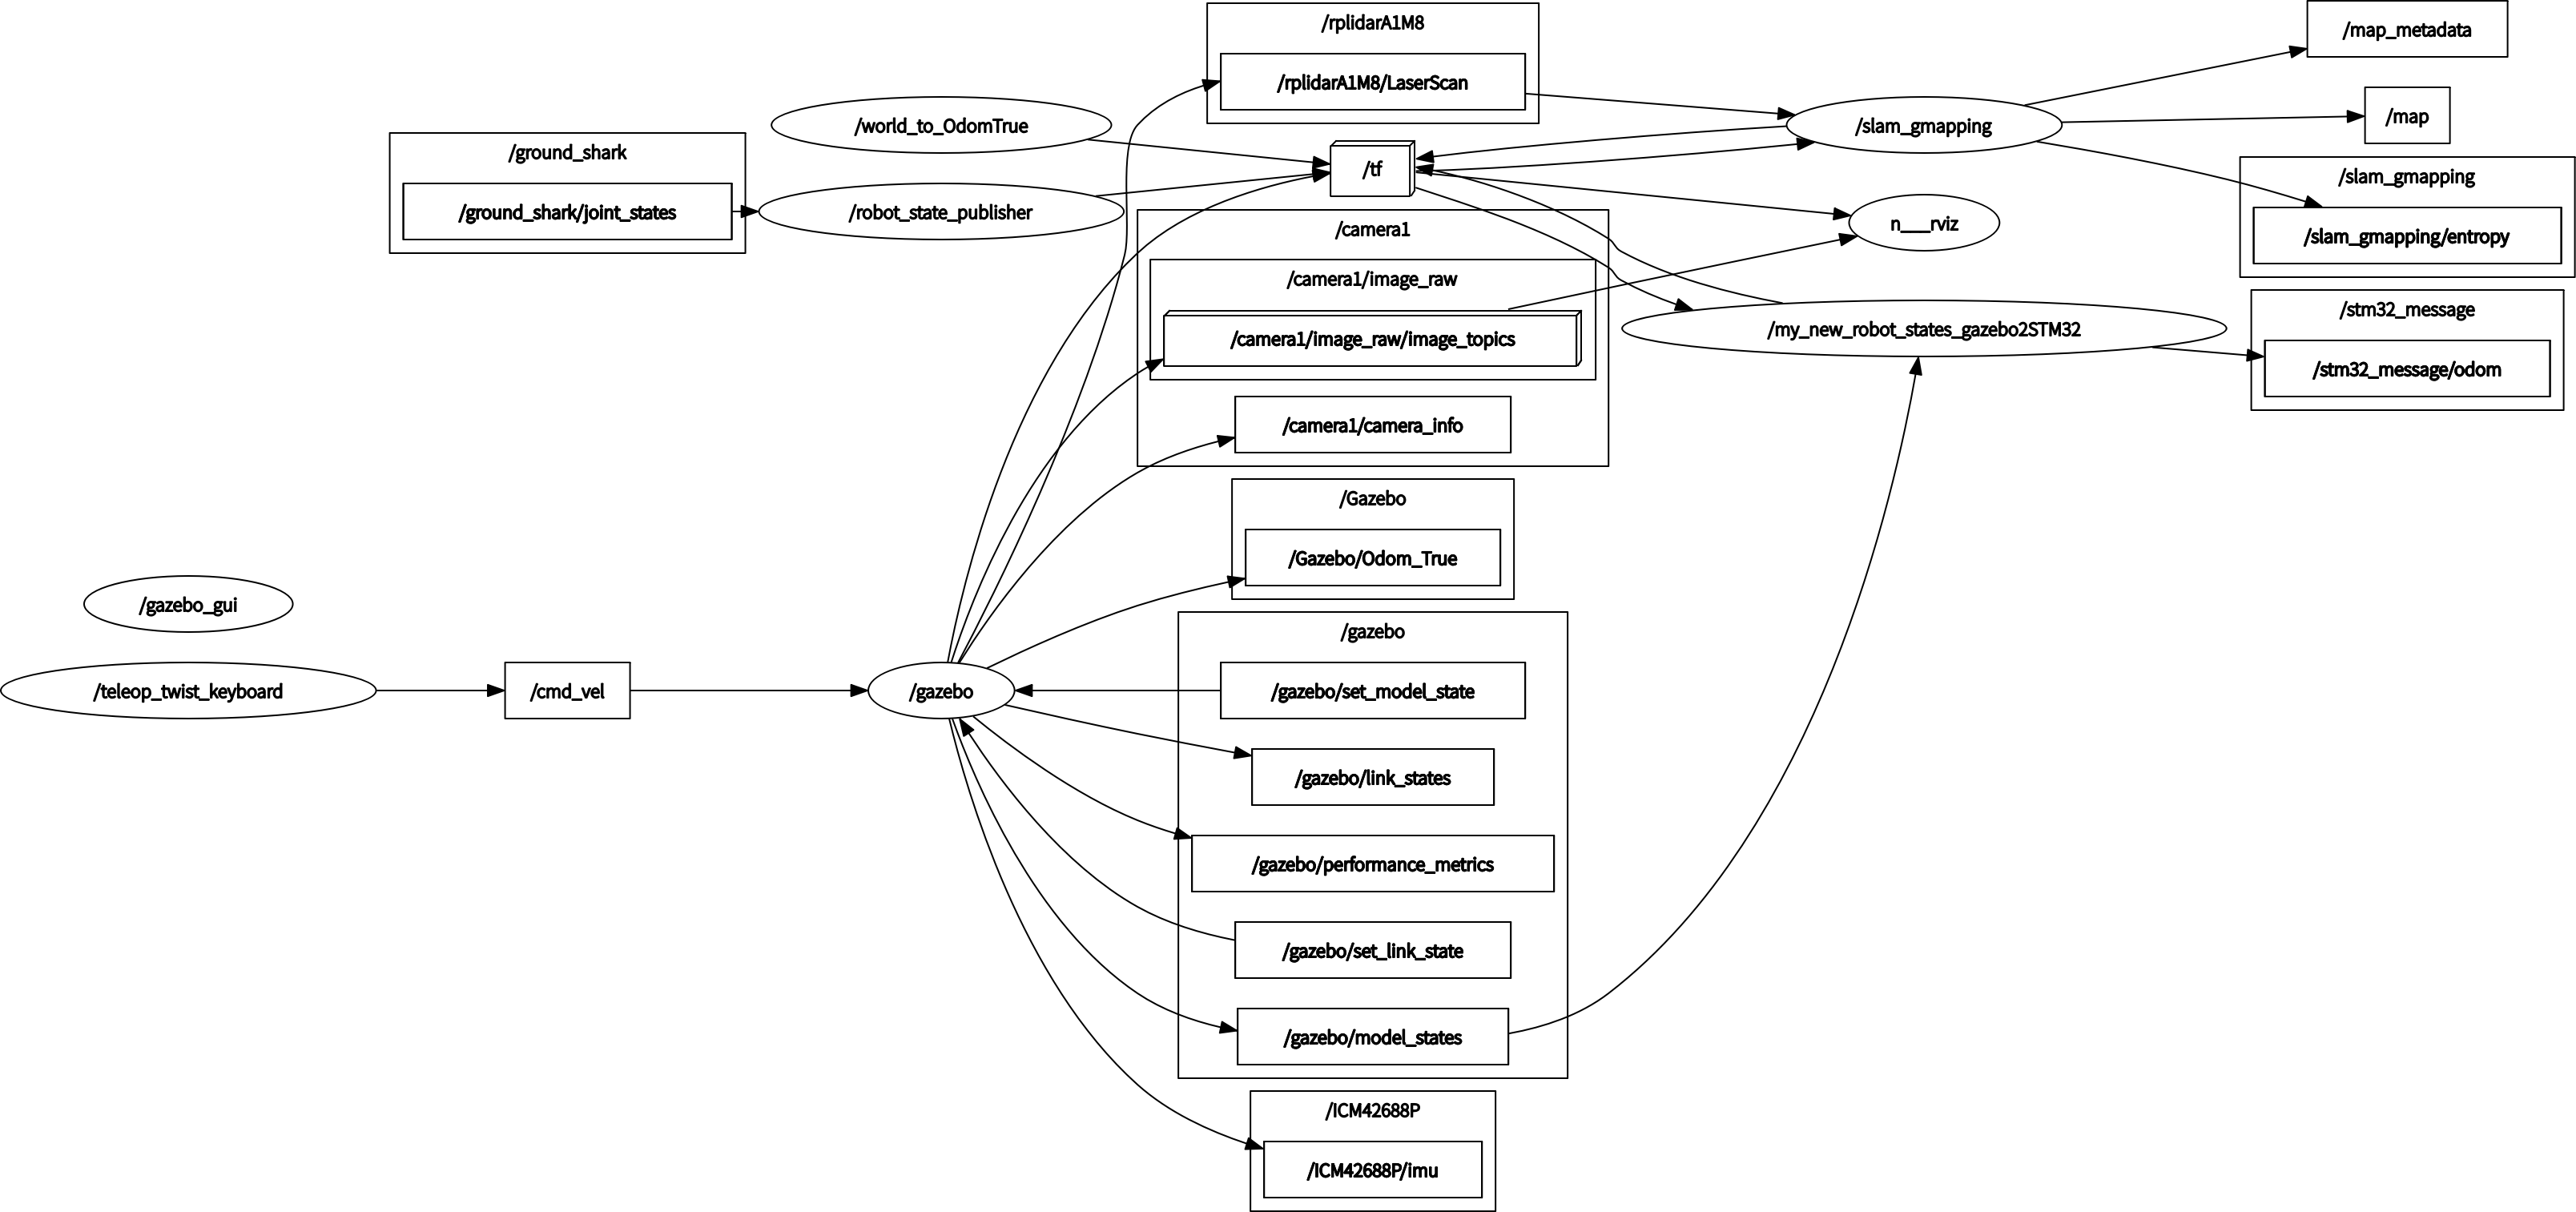 /rplidarA1M8
/rplidarA1M8/LaserScan
/map_metadata
/map
/world_to_OdomTrue
/slam_gmapping
/ground_shark
/ground_shark/joint_states
/robot_state_publisher
/tf
/slam_gmapping
/slam_gmapping/entropy
n___rviz
/camera1
/camera1/image_raw
/camera1/image_raw/image_topics
/camera1/camera_info
/my_new_robot_states_gazebo2STM32
/stm32_message
/stm32_message/odom
/Gazebo
/Gazebo/Odom_True
/gazebo_gui
/teleop_twist_keyboard
/cmd_vel
/gazebo
/gazebo
/gazebo/set_model_state
/gazebo/link_states
/gazebo/performance_metrics
/gazebo/set_link_state
/gazebo/model_states
/ICM42688P
/ICM42688P/imu